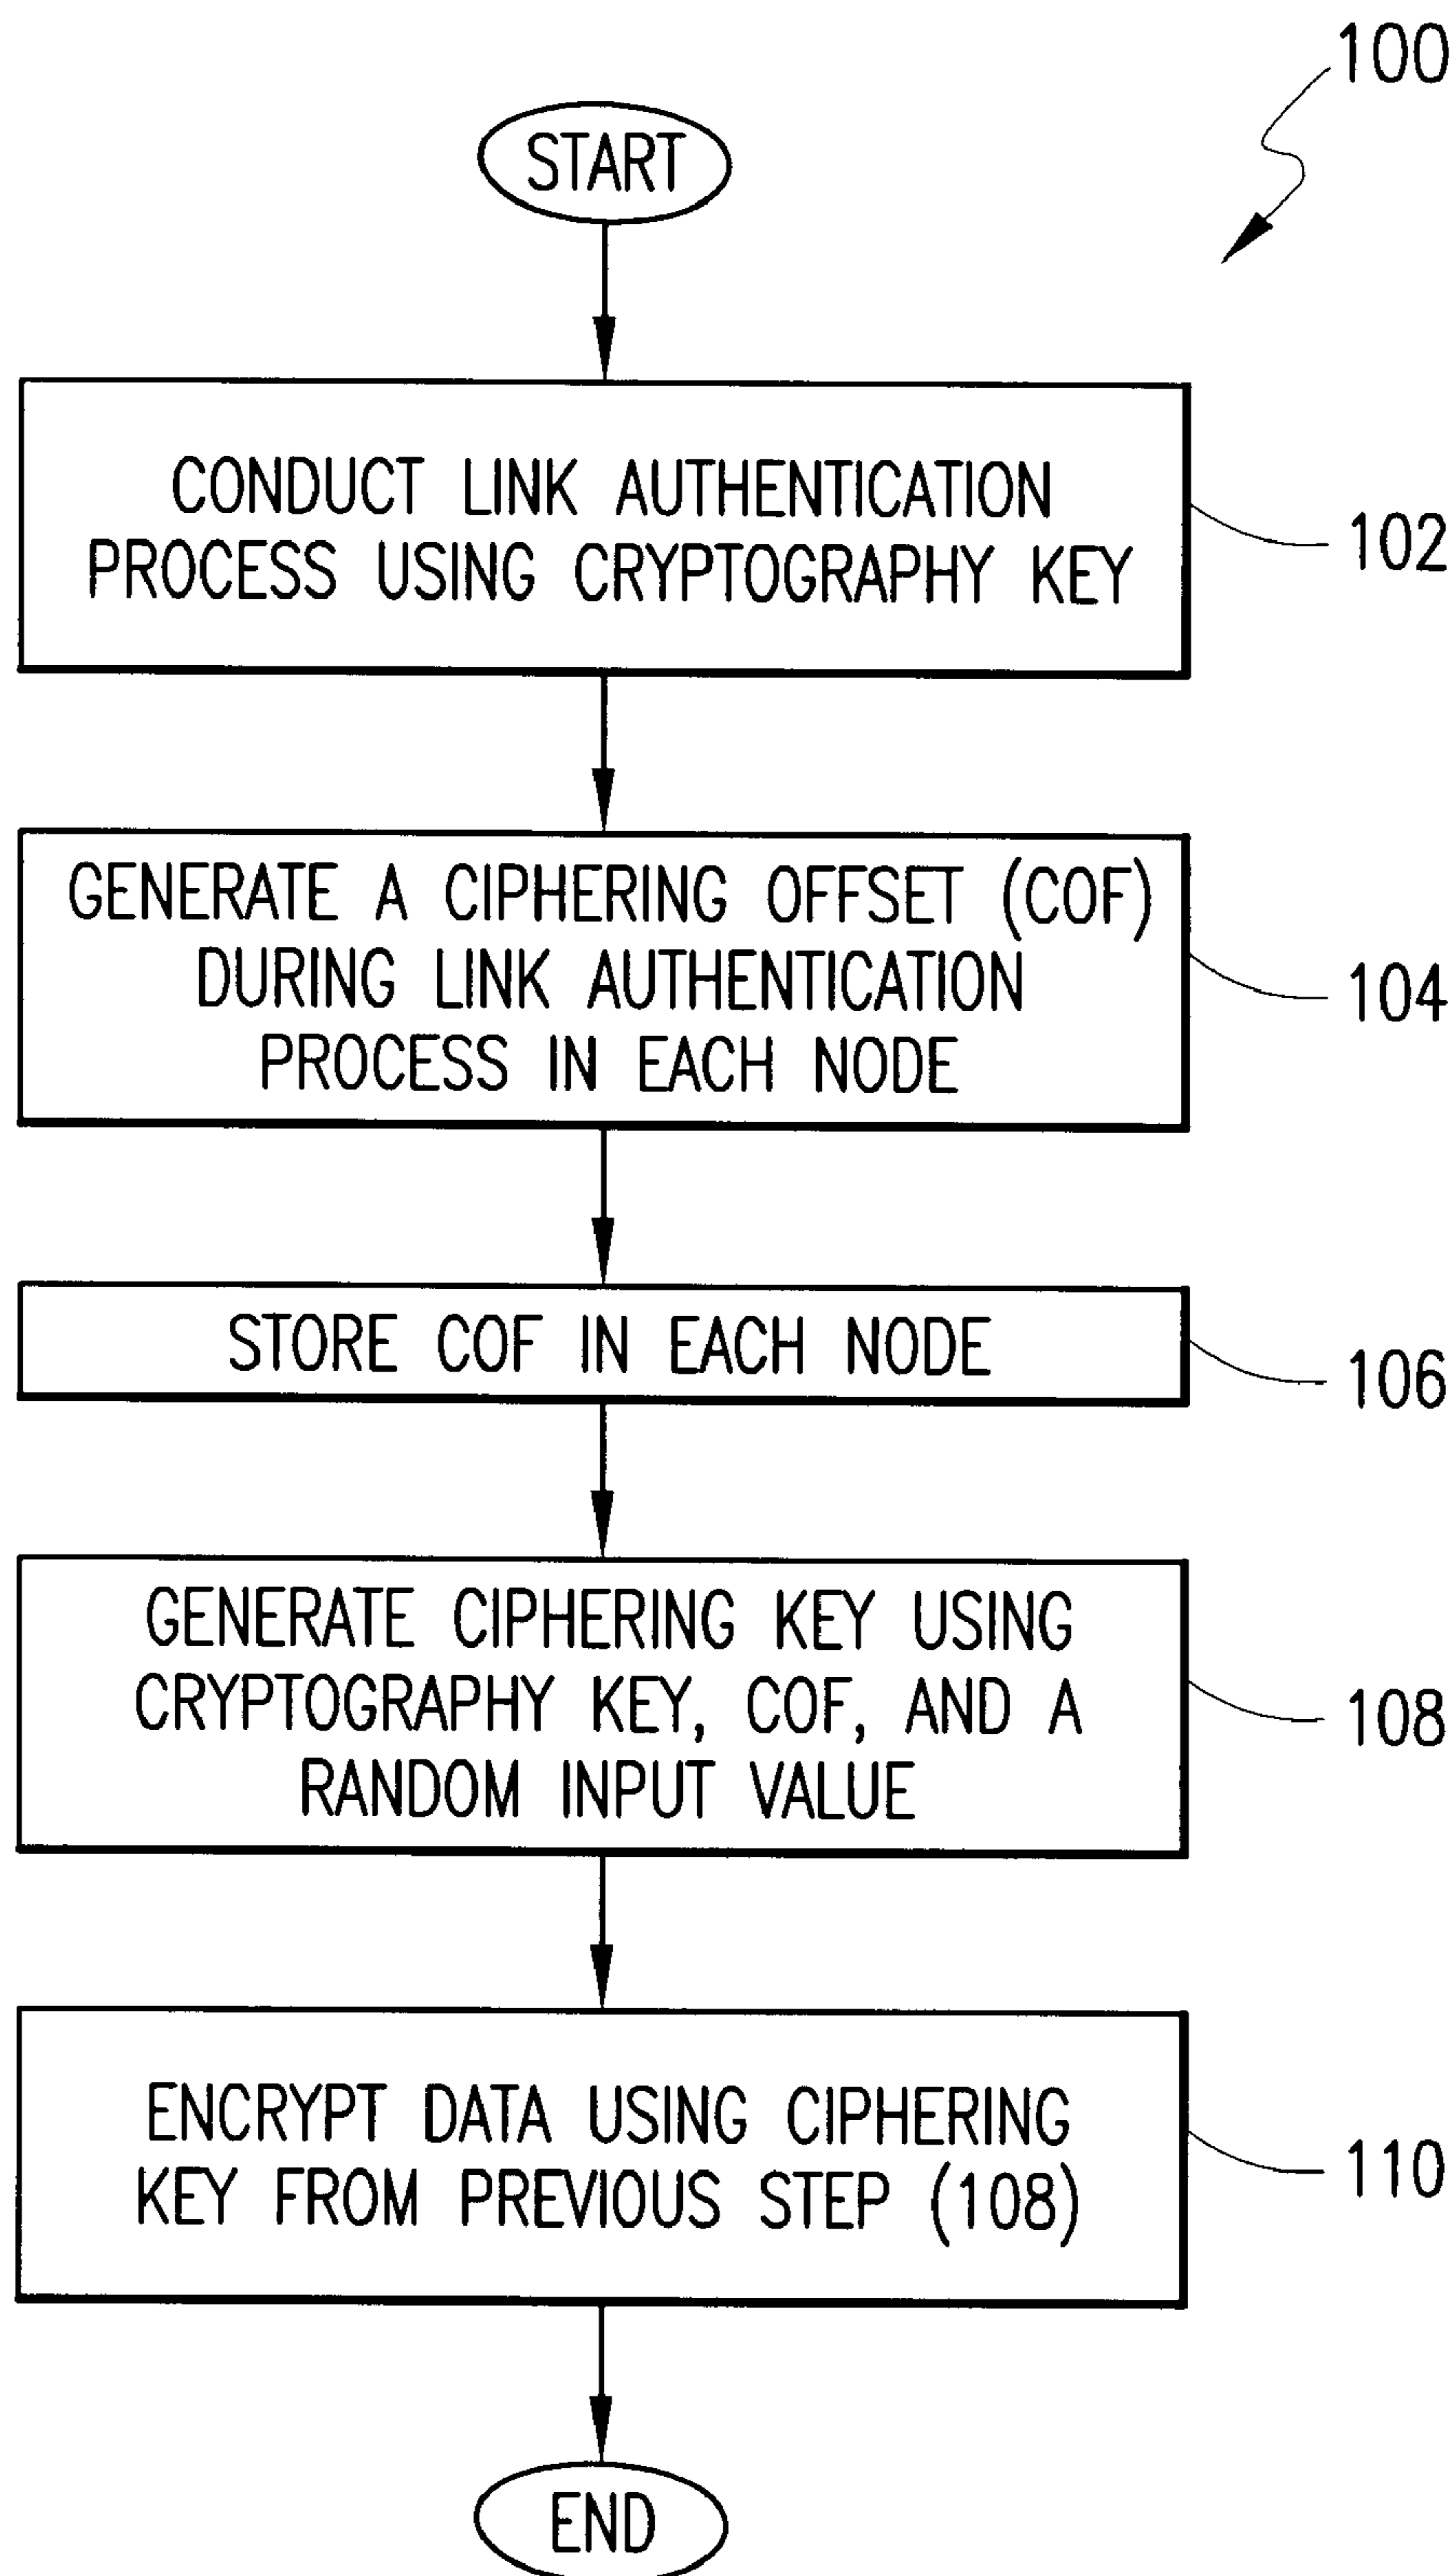 100
START
CONDUCT LINK AUTHENTICATION
PROCESS USING CRYPTOGRAPHY KEY
102
GENERATE A CIPHERING OFFSET (COF)
DURING LINK AUTHENTICATION
PROCESS IN EACH NODE
104
STORE COF IN EACH NODE
106
GENERATE CIPHERING KEY USING
CRYPTOGRAPHY KEY, COF, AND A
RANDOM INPUT VALUE
108
ENCRYPT DATA USING CIPHERING
KEY FROM PREVIOUS STEP (108)
110
END